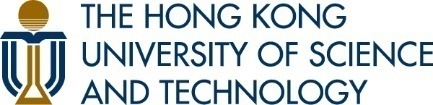 THE HONG KONG
UNIVERSITY OF SCIENCE
AND TECHNOLOGY